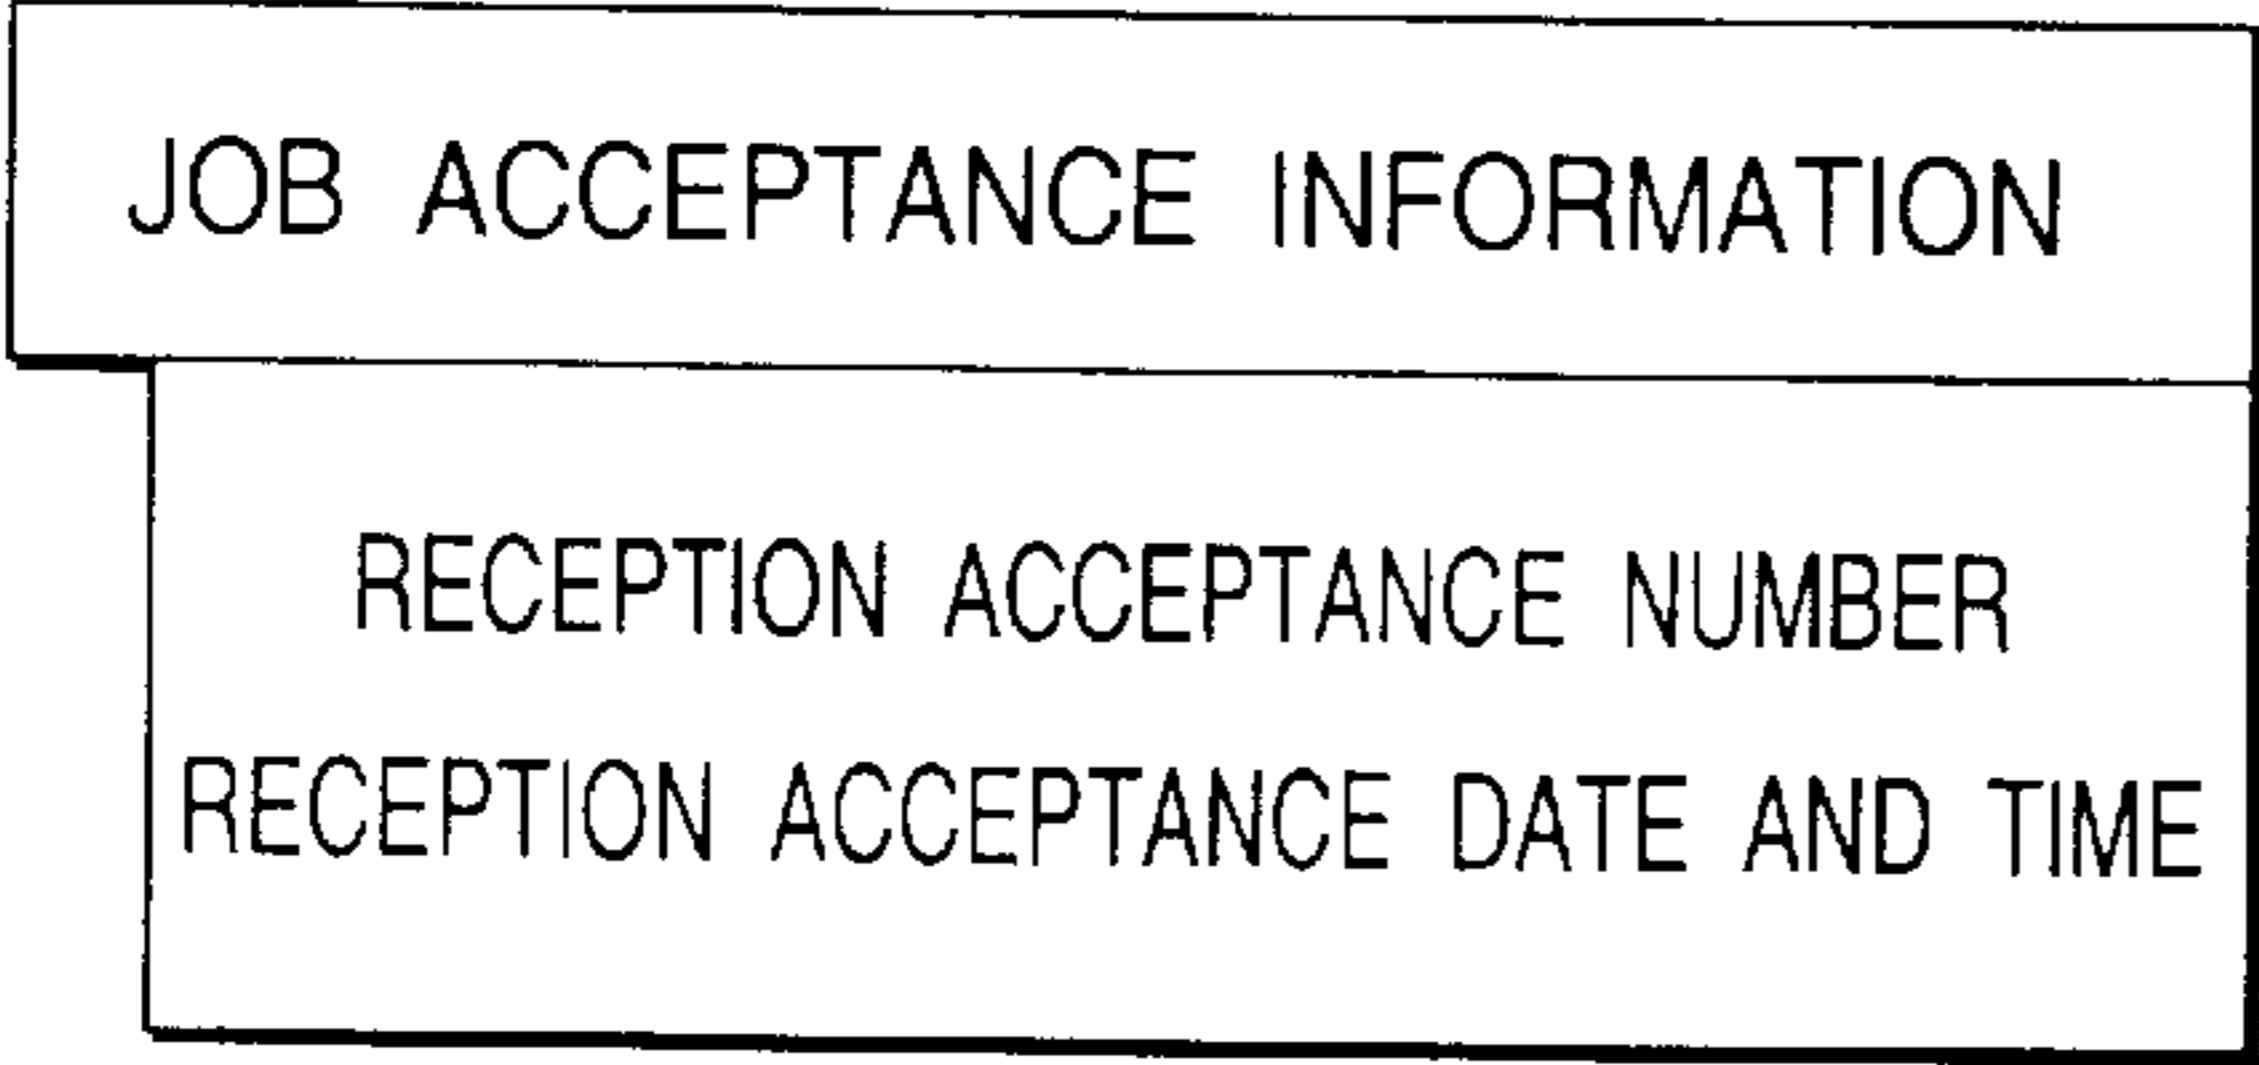 JOB ACCEPTANCE INFORMATION
RECEPTION ACCEPTANCE NUMBER
RECEPTION ACCEPTANCE DATE AND TIME